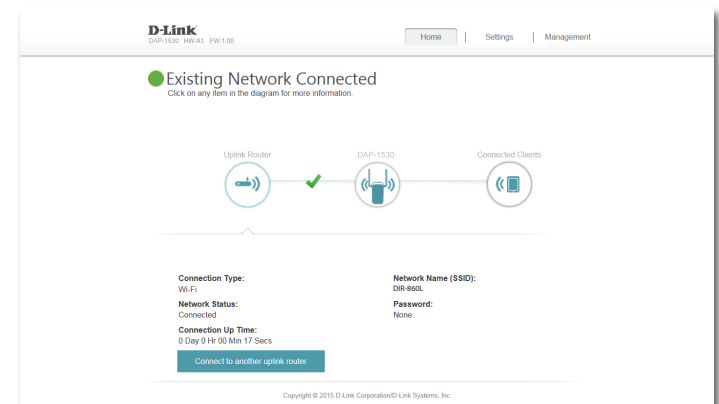 D-Link
DAP-1530 HW:A1 FW:1.00
Home | Settings | Management
Existing Network Connected
Click on any item in the diagram for more information.
Uplink Router
DAP-1530
Connected Clients
Connection Type:
Wi-Fi
Network Status:
Connected
Connection Up Time:
0 Day 0 Hr 00 Min 17 Secs
Network Name (SSID):
DIR-860L
Password:
None
Connect to another uplink router
Copyright © 2015 D-Link Corporation/D-Link Systems, Inc.